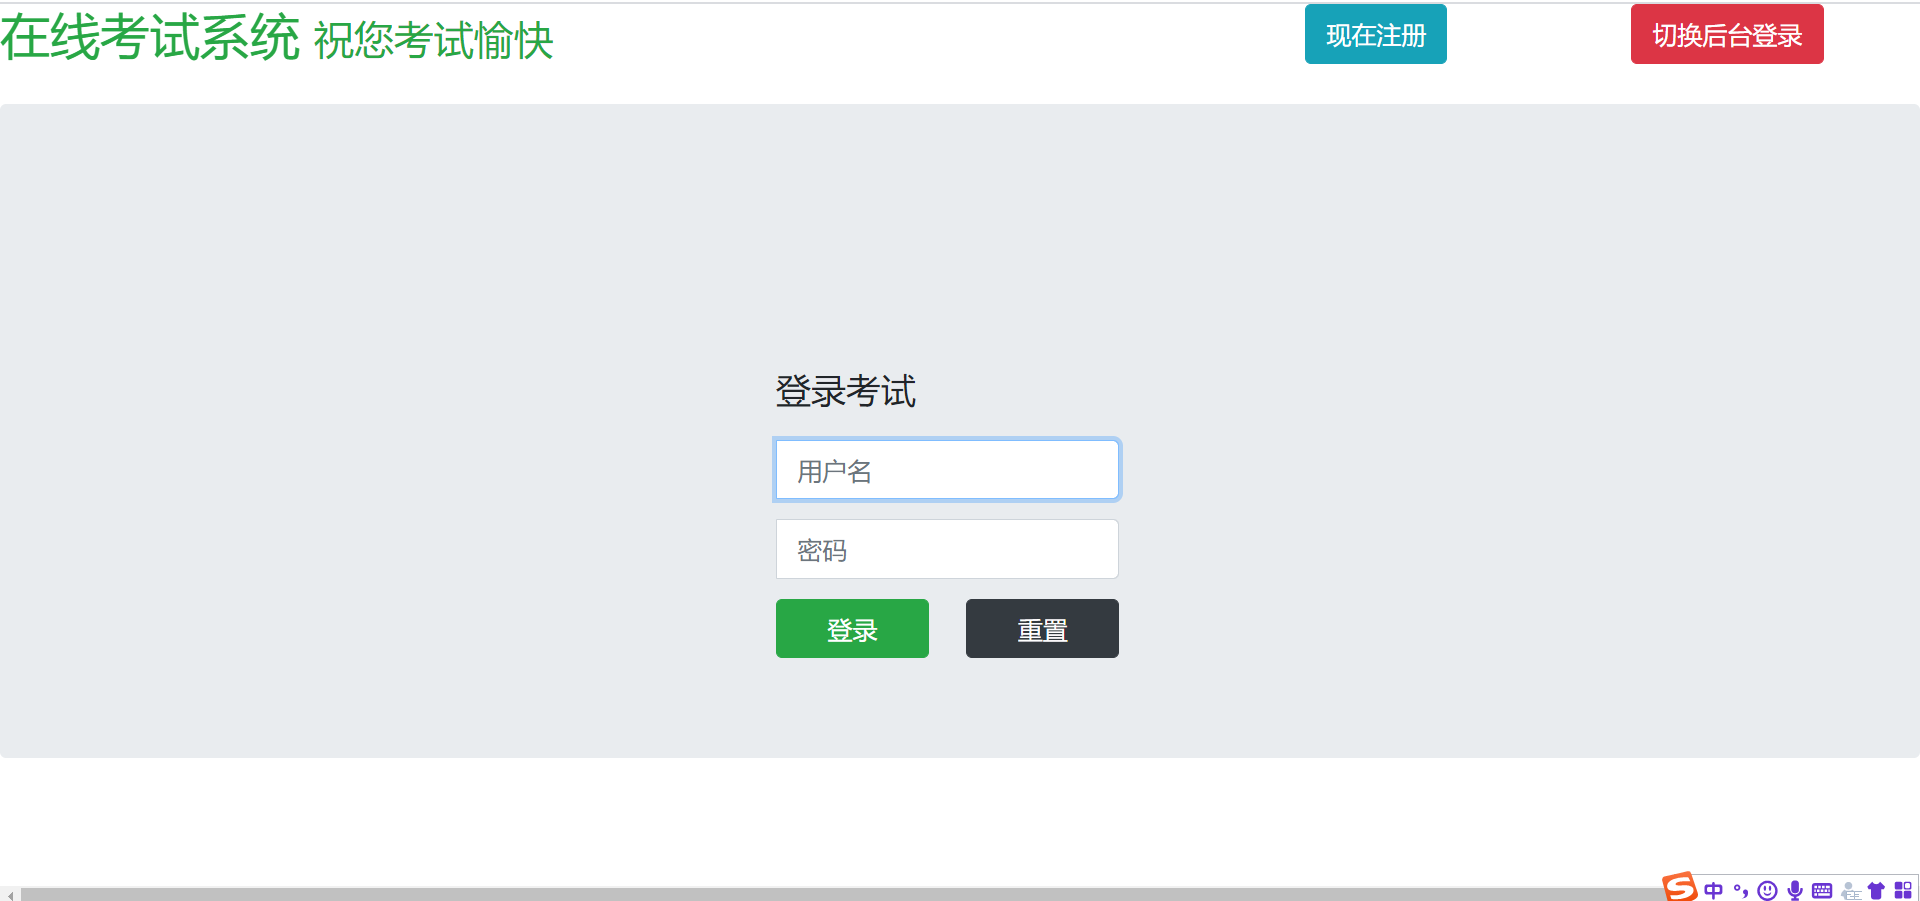 在线考试系统 祝您考试愉快
现在注册
切换后台登录
登录考试
用户名
密码
登录
重置
中